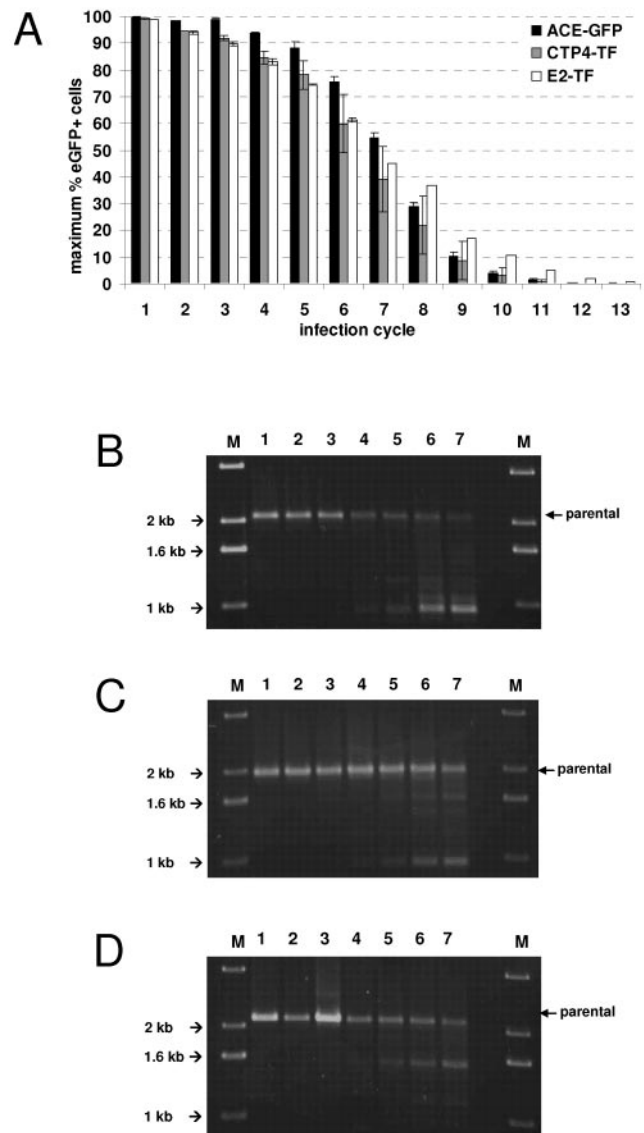 A
maximum % eGFP+ cells
100
90
80
70
60
50
40
30
20
10
0
ACE-GFP
CTP4-TF
E2-TF
1 2 3 4 5 6 7 8 9 10 11 12 13
infection cycle
B
M 1 2 3 4 5 6 7 M
← parental
2 kb →
1.6 kb →
1 kb →
C
M 1 2 3 4 5 6 7 M
2 kb →
← parental
1.6 kb →
1 kb →
D
M 1 2 3 4 5 6 7 M
← parental
2 kb →
1.6 kb →
1 kb →